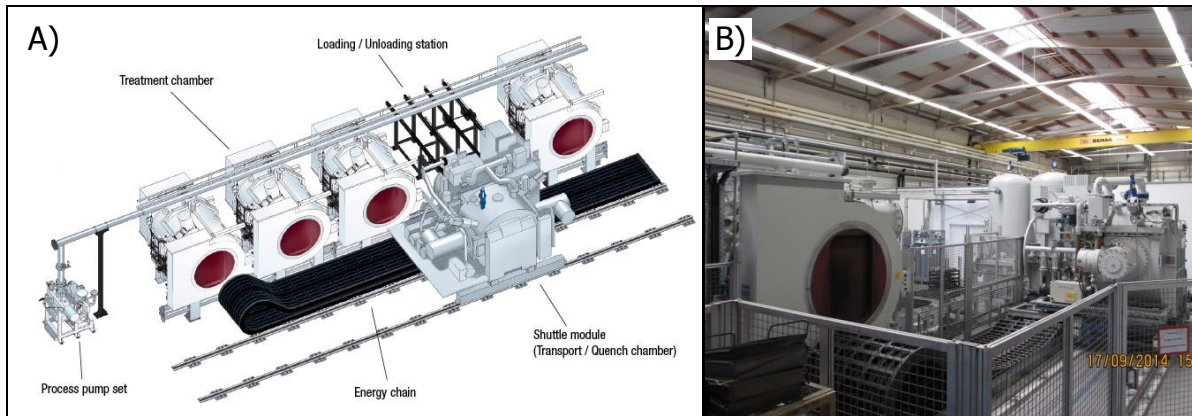 A)
Loading / Unloading station
Treatment chamber
Shuttle module
(Transport / Quench chamber)
Energy chain
Process pump set
B)
DEMAG
17/09/2014 15